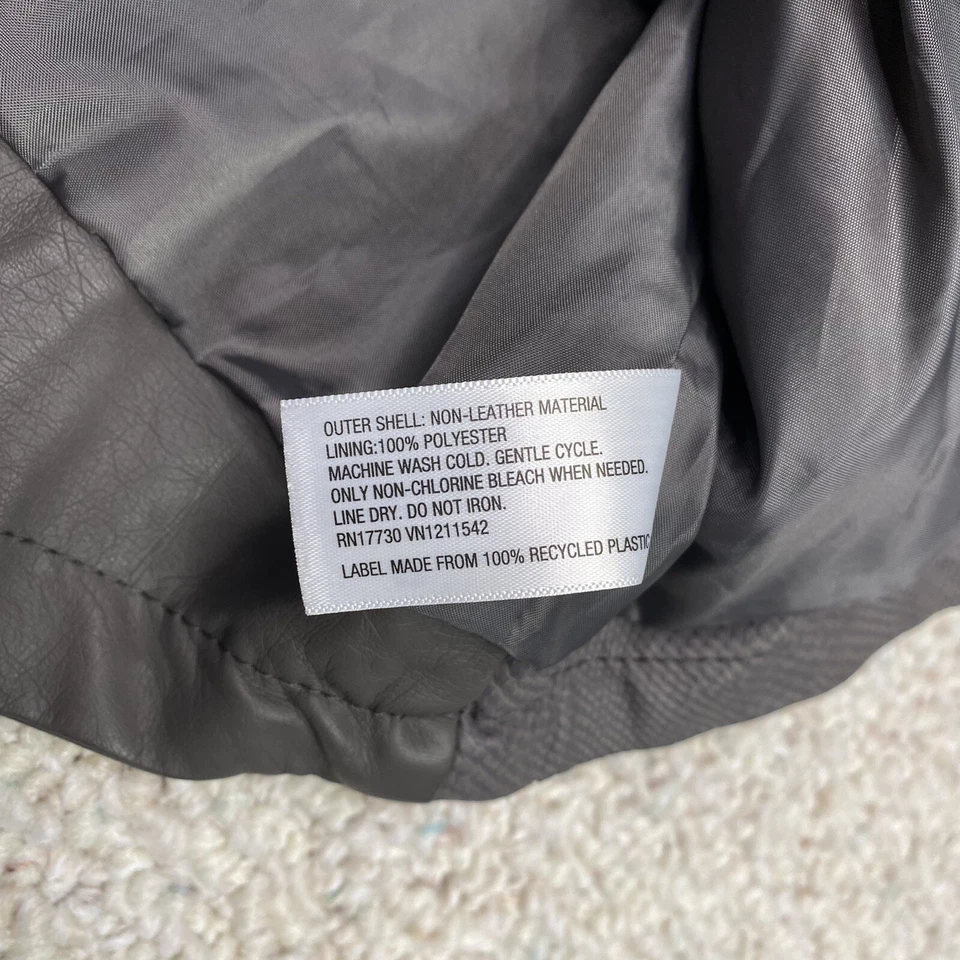 OUTER SHELL: NON-LEATHER MATERIAL
LINING:100% POLYESTER
MACHINE WASH COLD. GENTLE CYCLE.
ONLY NON-CHLORINE BLEACH WHEN NEEDED.
LINE DRY. DO NOT IRON.
RN17730 VN1211542
LABEL MADE FROM 100% RECYCLED PLASTIC